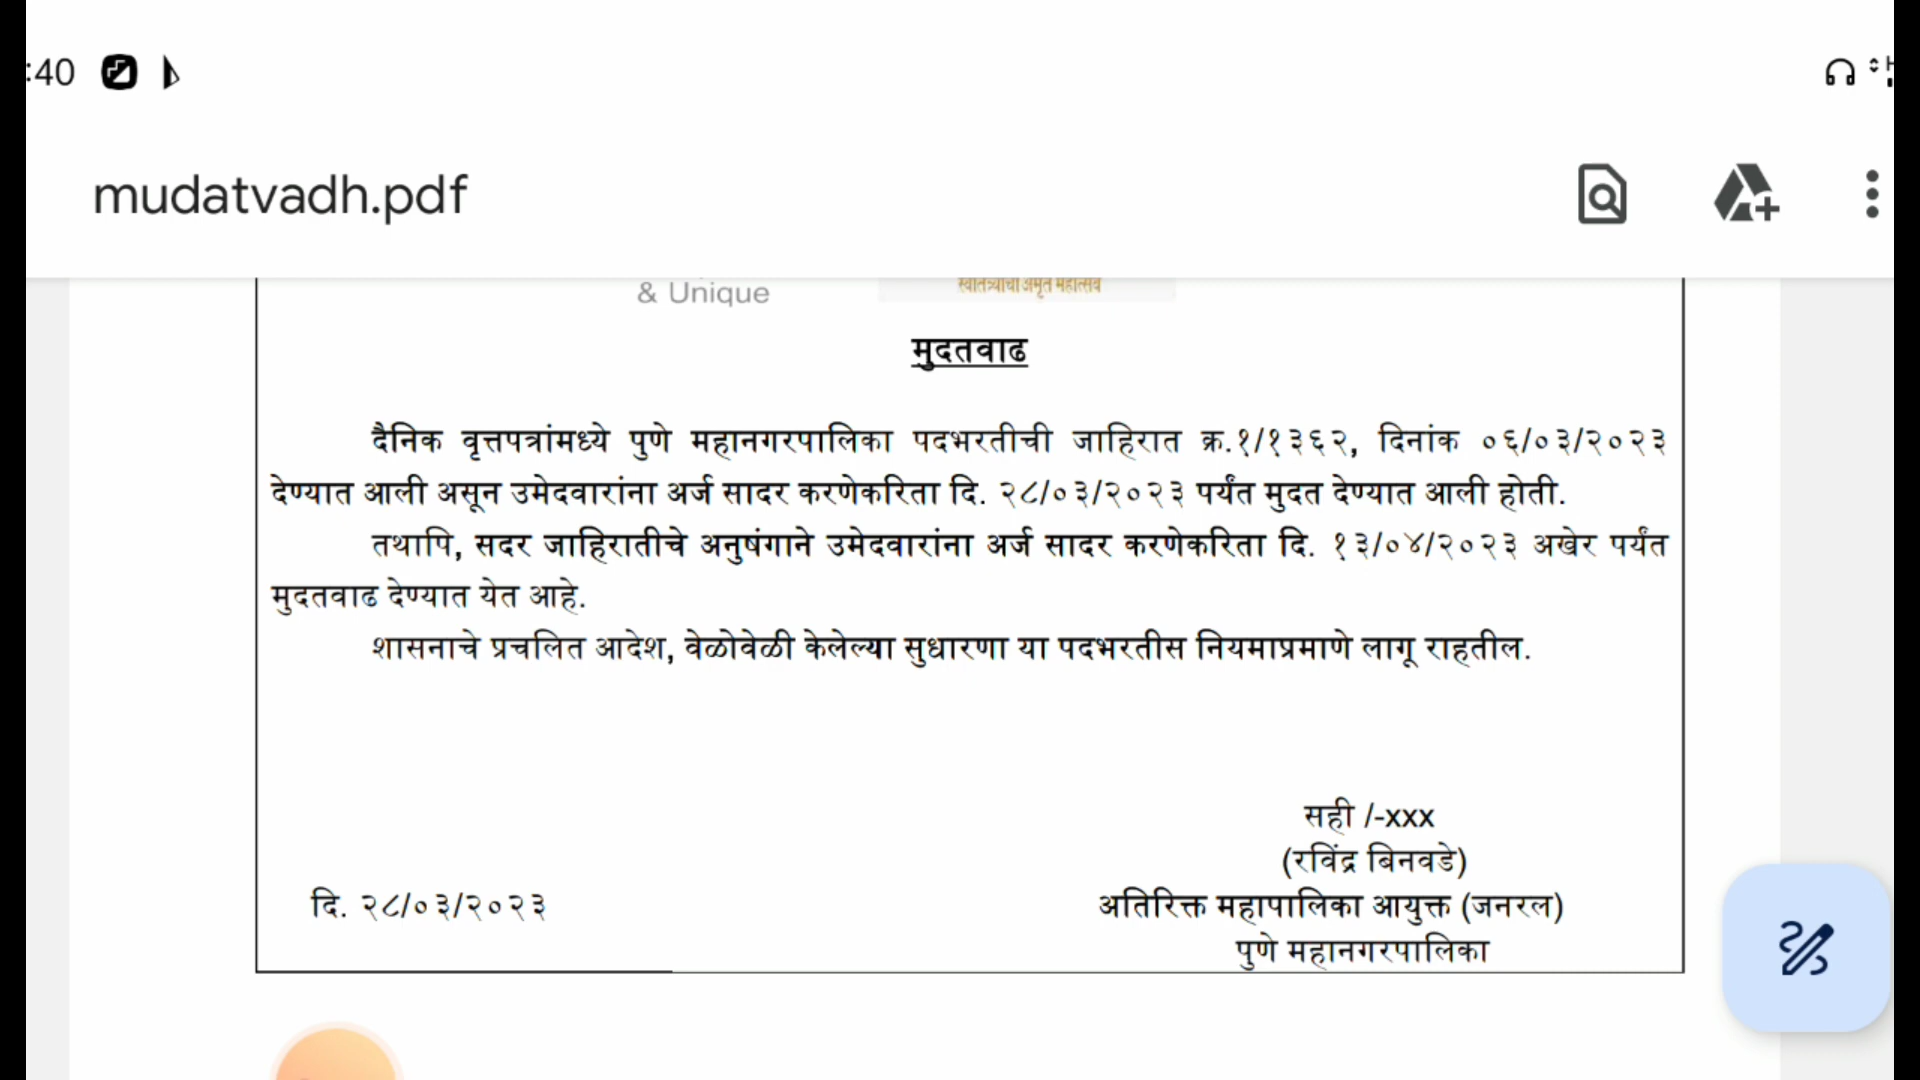 :40
mudatvadh.pdf
& Unique
स्वातंत्र्याचा अमृत महोत्सव
मुदतवाढ
दैनिक वृत्तपत्रांमध्ये पुणे महानगरपालिका पदभरतीची जाहिरात क्र.१/१३६२, दिनांक ०६/०३/२०२३
देण्यात आली असून उमेदवारांना अर्ज सादर करणेकरिता दि. २८/०३/२०२३ पर्यंत मुदत देण्यात आली होती.
तथापि, सदर जाहिरातीचे अनुषंगाने उमेदवारांना अर्ज सादर करणेकरिता दि. १३/०४/२०२३ अखेर पर्यंत
मुदतवाढ देण्यात येत आहे.
शासनाचे प्रचलित आदेश, वेळोवेळी केलेल्या सुधारणा या पदभरतीस नियमाप्रमाणे लागू राहतील.
सही /-xxx
(रविंद्र बिनवडे)
दि. २८/०३/२०२३
अतिरिक्त महापालिका आयुक्त (जनरल)
पुणे महानगरपालिका